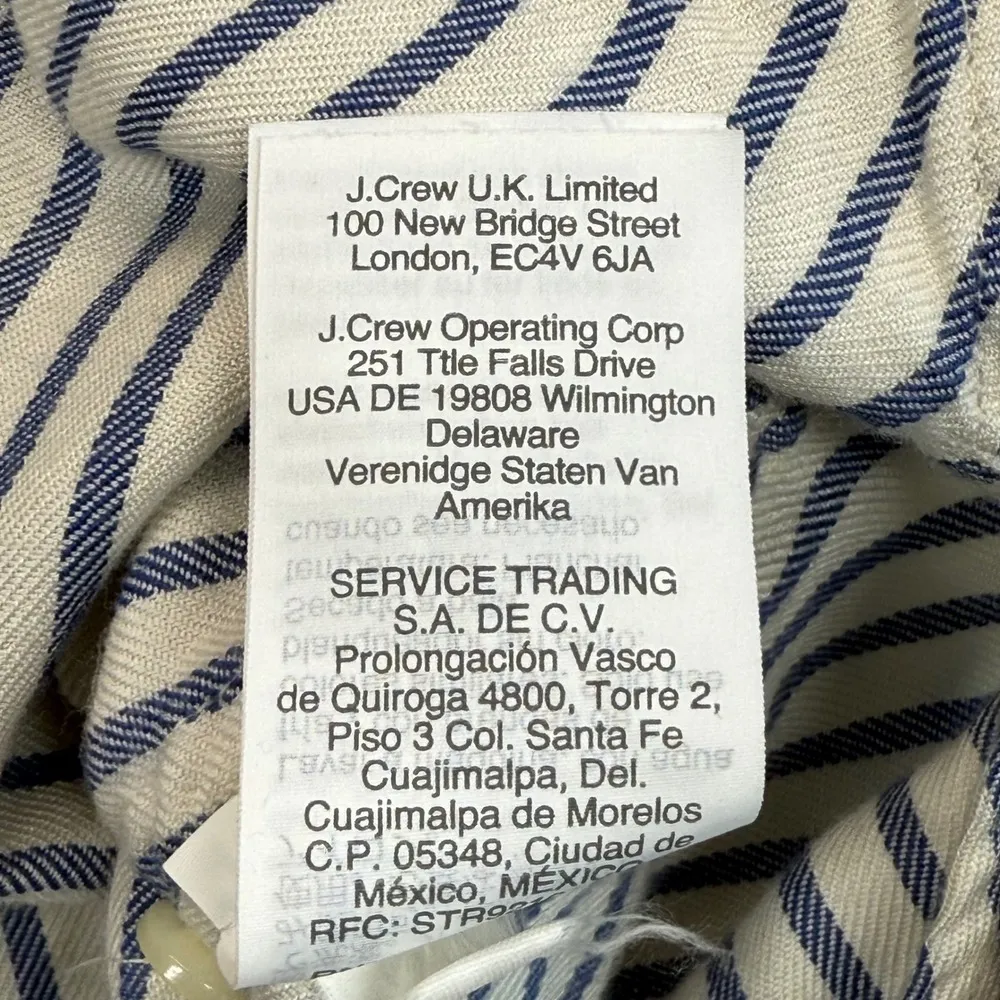 J.Crew U.K. Limited
100 New Bridge Street
London, EC4V 6JA
J.Crew Operating Corp
251 Ttle Falls Drive
USA DE 19808 Wilmington
Delaware
Verenidge Staten Van
Amerika
SERVICE TRADING
S.A. DE C.V.
Prolongación Vasco
de Quiroga 4800, Torre 2,
Piso 3 Col. Santa Fe
Cuajimalpa, Del.
Cuajimalpa de Morelos
C.P. 05348, Ciudad de
México, MÉXICO
RFC: